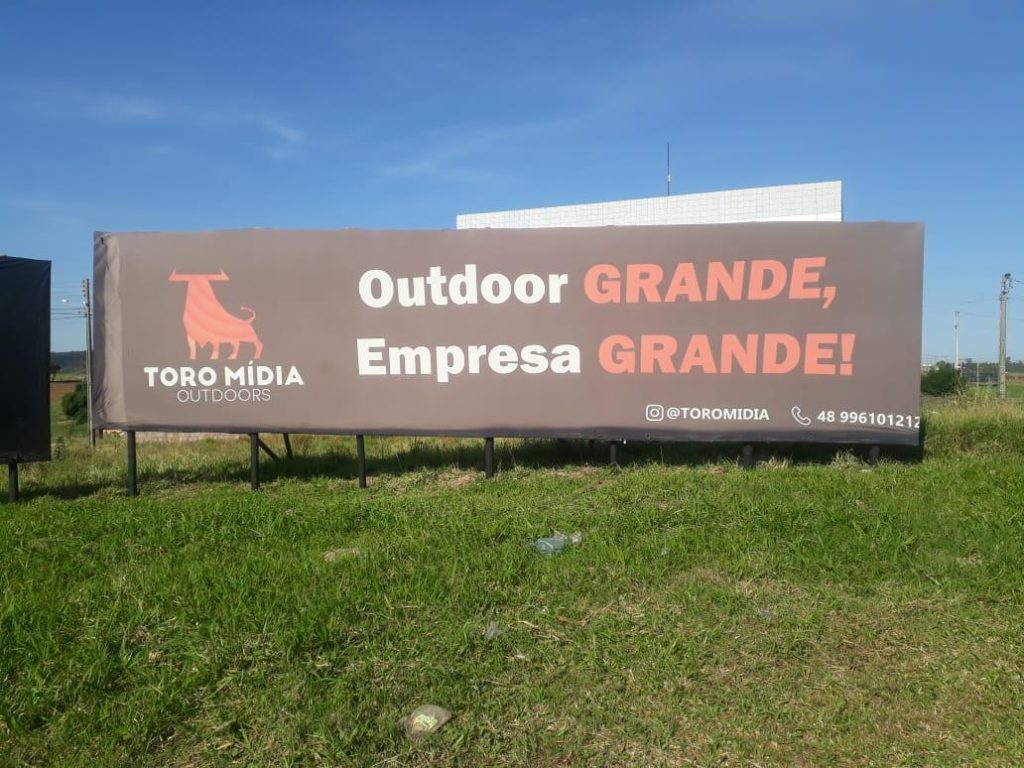 Outdoor GRANDE,
Empresa GRANDE!
TORO MÍDIA
OUTDOORS
@TOROMIDIA
48 996101212